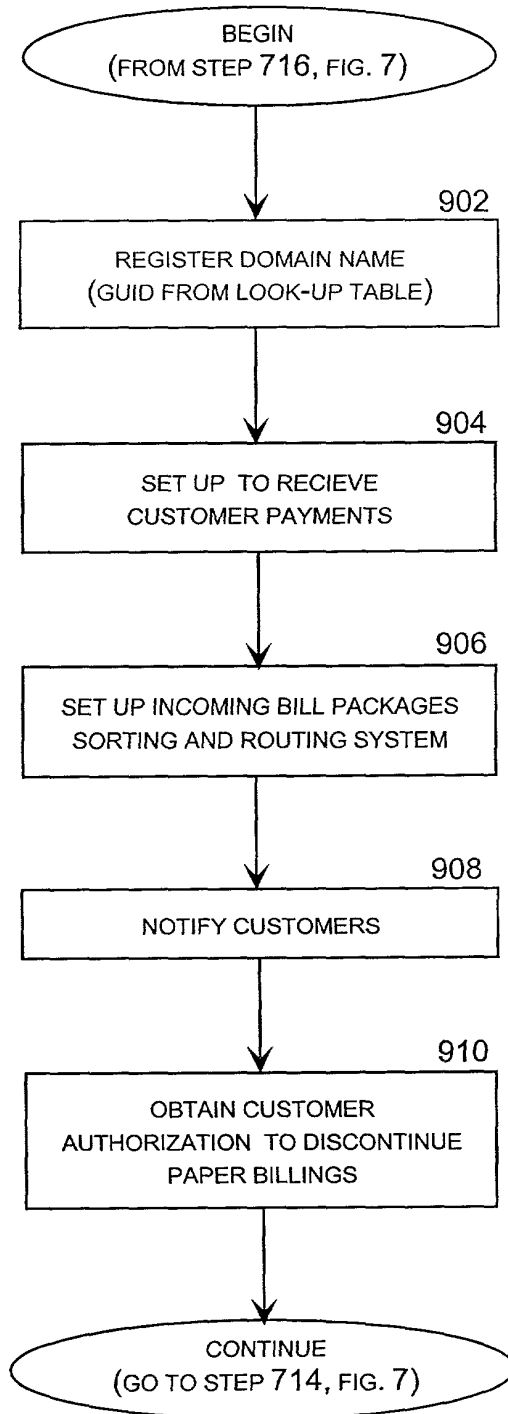 BEGIN
(FROM STEP 716, FIG. 7)
902
REGISTER DOMAIN NAME
(GUID FROM LOOK-UP TABLE)
904
SET UP TO RECIEVE
CUSTOMER PAYMENTS
906
SET UP INCOMING BILL PACKAGES
SORTING AND ROUTING SYSTEM
908
NOTIFY CUSTOMERS
910
OBTAIN CUSTOMER
AUTHORIZATION TO DISCONTINUE
PAPER BILLINGS
CONTINUE
(GO TO STEP 714, FIG. 7)